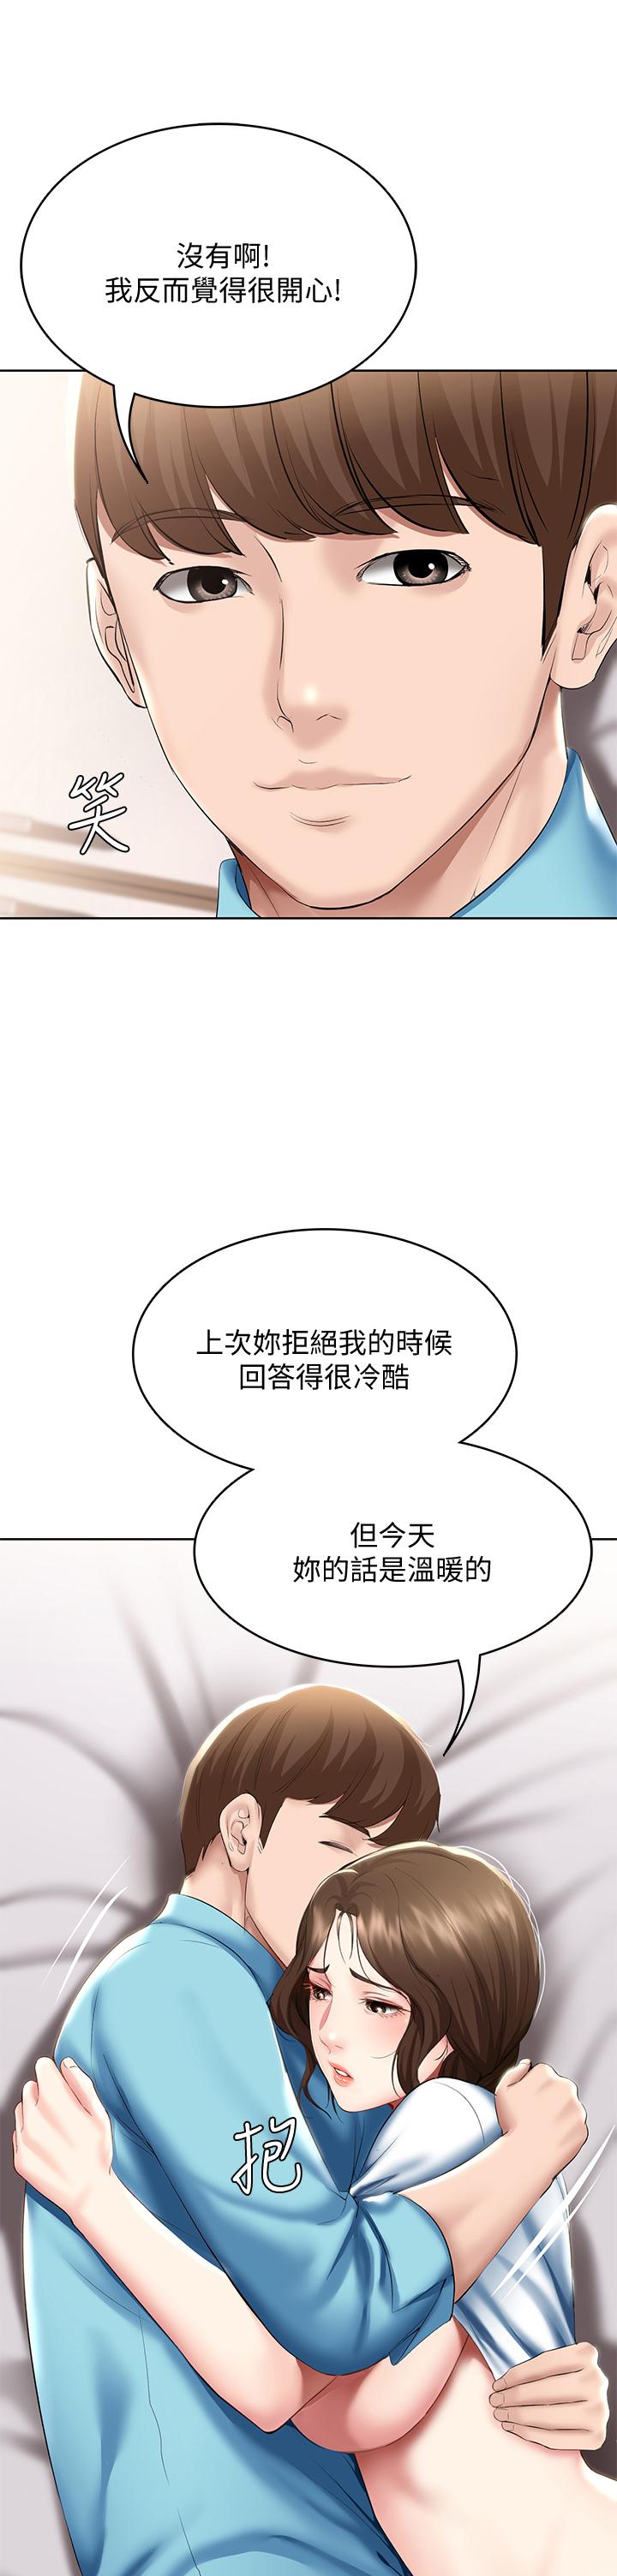 沒有啊!
我反而覺得很開心!
笑
上次妳拒絕我的時候
回答得很冷酷
但今天
妳的話是溫暖的
抱